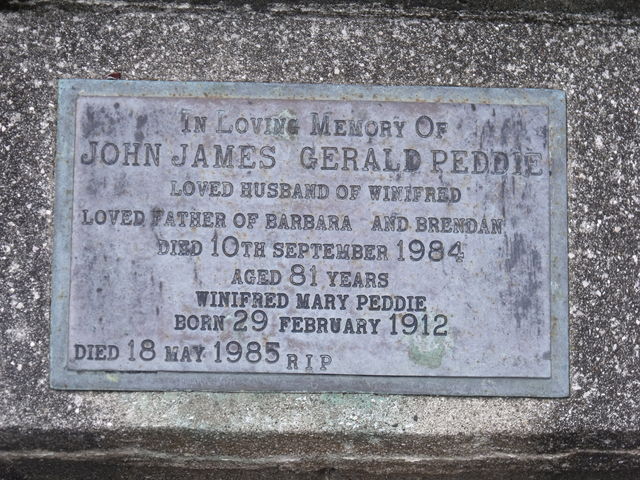 In Loving Memory Of
JOHN JAMES GERALD PEDDIE
LOVED HUSBAND OF WINIFRED
LOVED FATHER OF BARBARA AND BRENDAN
DIED 10TH SEPTEMBER 1984
AGED 81 YEARS
WINIFRED MARY PEDDIE
BORN 29 FEBRUARY 1912
DIED 18 MAY 1985 R I P